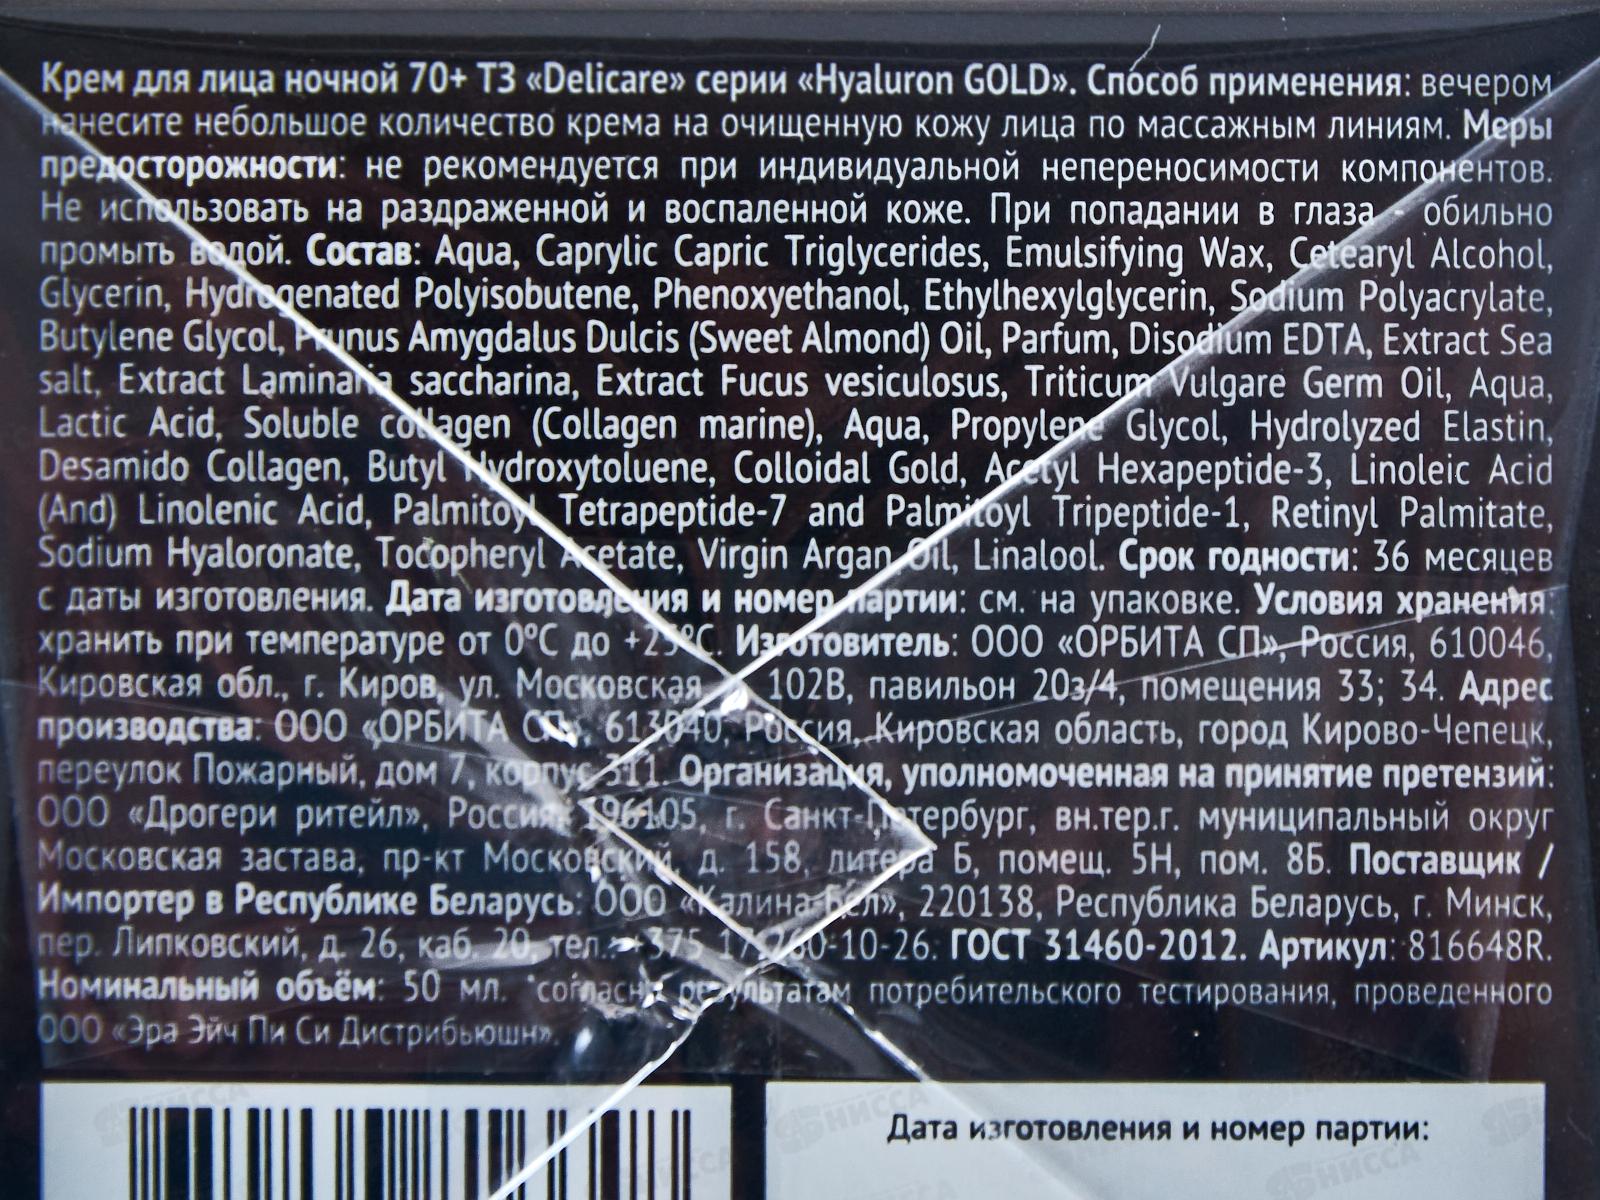 Крем для лица ночной 70+ ТЗ «Delicare» серии «Hyaluron GOLD». Способ применения: вечером
нанесите небольшое количество крема на очищенную кожу лица по массажным линиям. Меры
предосторожности: не рекомендуется при индивидуальной непереносимости компонентов.
Не использовать на раздраженной и воспаленной коже. При попадании в глаза - обильно
промыть водой. Состав: Aqua, Caprylic Capric Triglycerides, Emulsifying Wax, Cetearyl Alcohol,
Glycerin, Hydrogenated Polyisobutene, Phenoxyethanol, Ethylhexylglycerin, Sodium Polyacrylate,
Butylene Glycol, Prunus Amygdalus Dulcis (Sweet Almond) Oil, Parfum, Disodium EDTA, Extract Sea
salt, Extract Laminaria saccharina, Extract Fucus vesiculosus, Triticum Vulgare Germ Oil, Aqua,
Lactic Acid, Soluble collagen (Collagen marine), Aqua, Propylene Glycol, Hydrolyzed Elastin,
Desamido Collagen, Butyl Hydroxytoluene, Colloidal Gold, Acetyl Hexapeptide-3, Linoleic Acid
(And) Linolenic Acid, Palmitoyl Tetrapeptide-7 and Palmitoyl Tripeptide-1, Retinyl Palmitate,
Sodium Hyaloronate, Tocopheryl Acetate, Virgin Argan Oil, Linalool. Срок годности: 36 месяцев
с даты изготовления. Дата изготовления и номер партии: см. на упаковке. Условия хранения:
хранить при температуре от 0°С до +25°С. Изготовитель: ООО «ОРБИТА СП», Россия, 610046,
Кировская обл., г. Киров, ул. Московская, 102В, павильон 20з/4, помещения 33; 34. Адрес
производства: ООО «ОРБИТА СП», 613040, Россия, Кировская область, город Кирово-Чепецк,
переулок Пожарный, дом 7, корпус 311. Организация, уполномоченная на принятие претензий:
ООО «Дрогери ритейл», Россия, 196105, г. Санкт-Петербург, вн.тер.г. муниципальный округ
Московская застава, пр-кт Московский, д. 158, литера Б, помещ. 5Н, пом. 8Б. Поставщик /
Импортер в Республике Беларусь: ООО «Калина-Бел», 220138, Республика Беларусь, г. Минск,
пер. Липковский, д. 26, каб. 20, тел.: +375 17 260-10-26. ГОСТ 31460-2012. Артикул: 816648R.
Номинальный объём: 50 мл. *согласно результатам потребительского тестирования, проведенного
ООО «Эра Эйч Пи Си Дистрибьюшн».
Дата изготовления и номер партии: